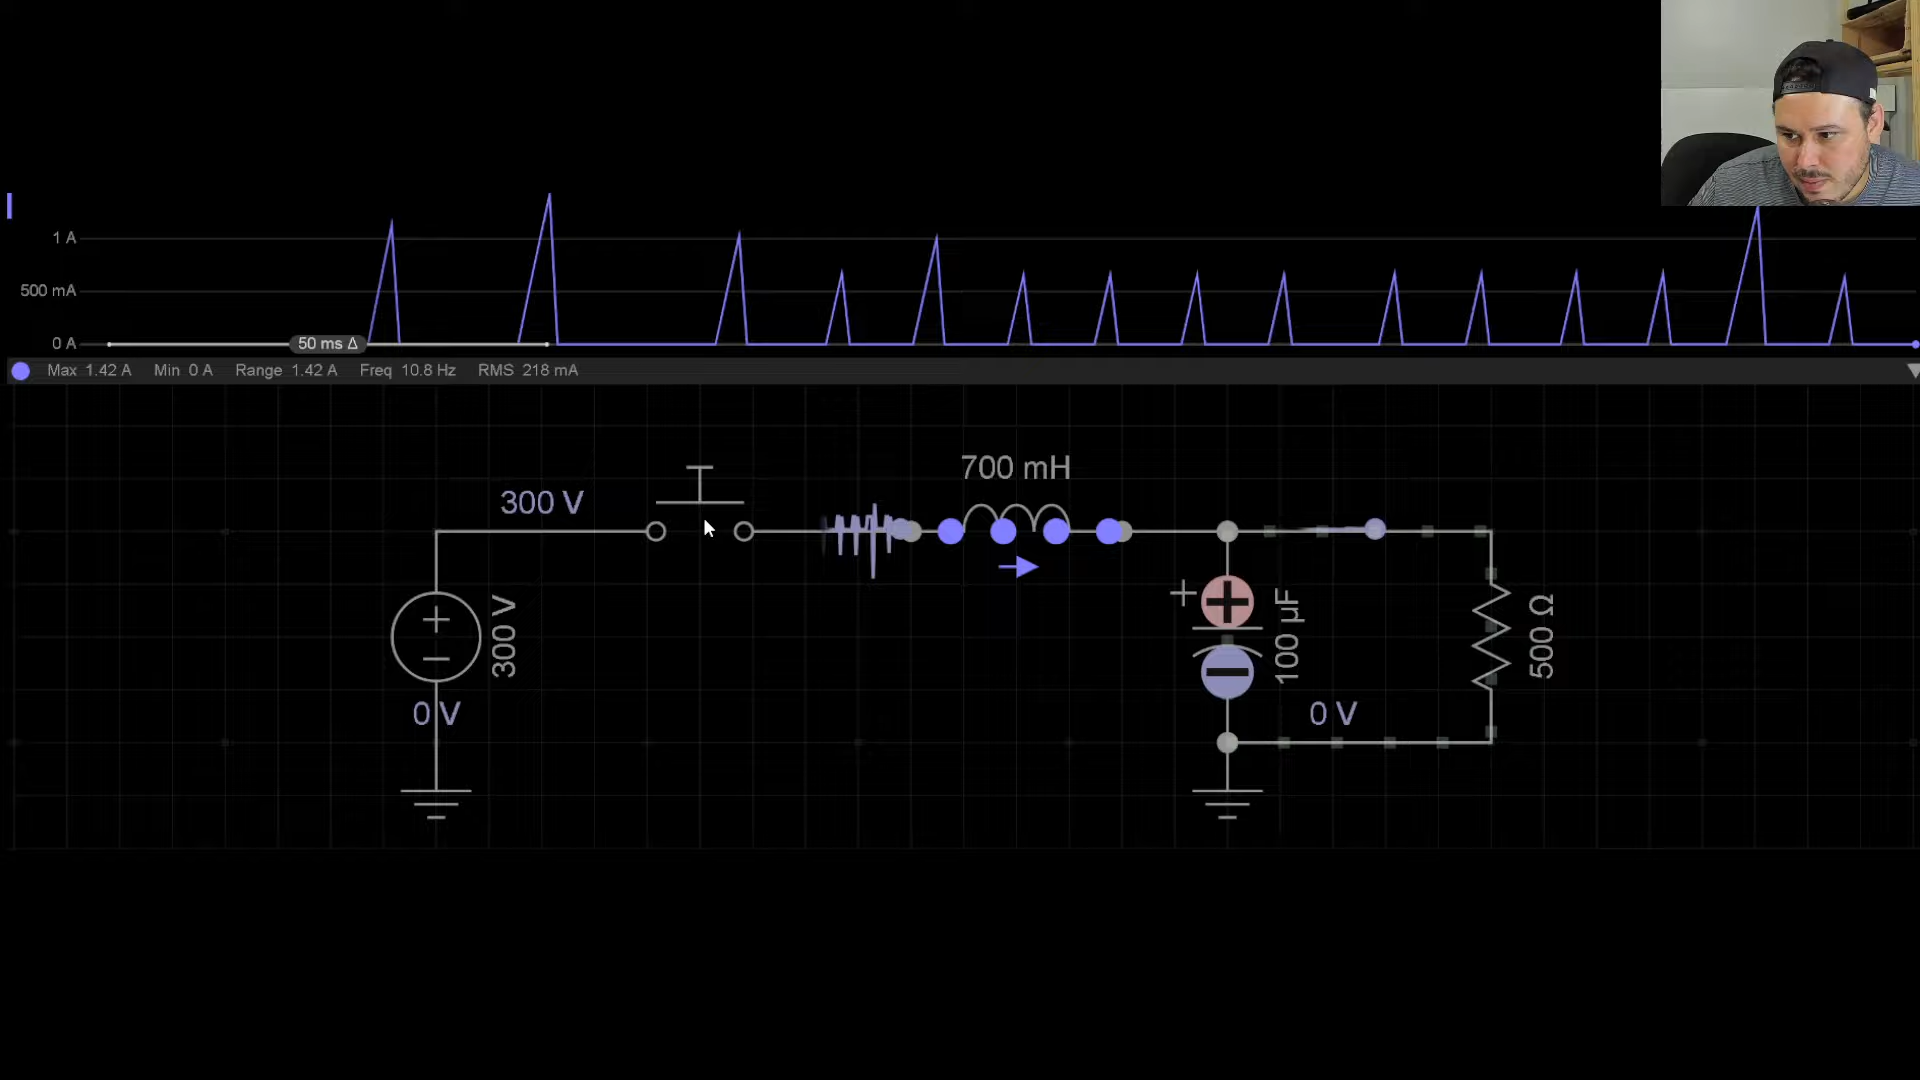 1 A
500 mA
0 A
50 ms Δ
Max 1.42 A Min 0 A Range 1.42 A Freq 10.8 Hz RMS 218 mA
700 mH
300 V
300 V
100 µF
500 Ω
0 V
0 V